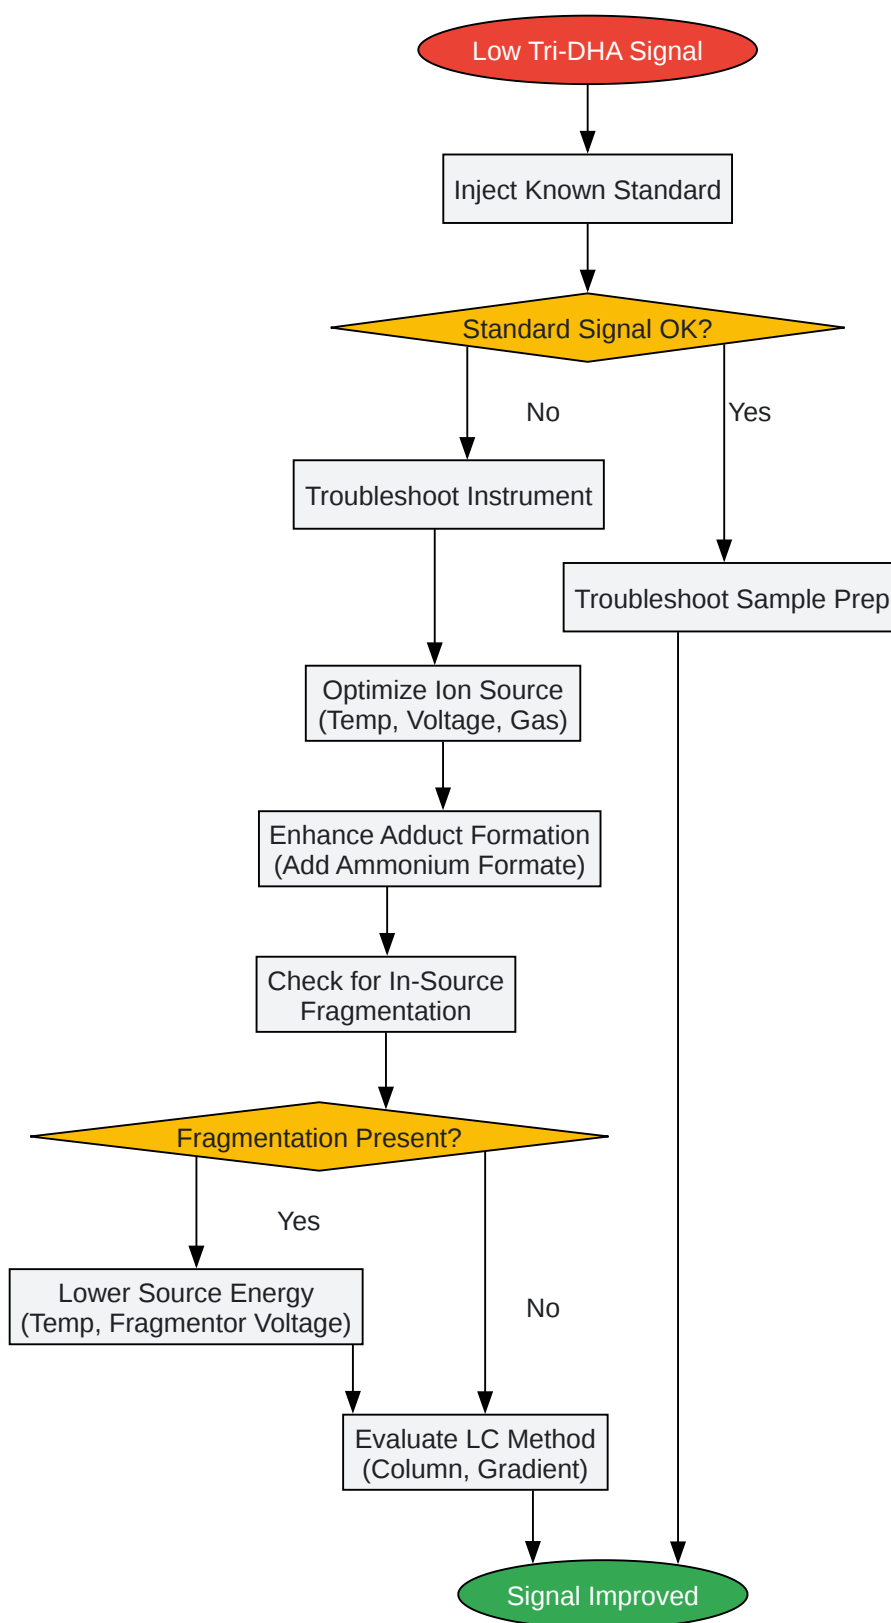 Low Tri-DHA Signal
Inject Known Standard
Standard Signal OK?
No
Yes
Troubleshoot Instrument
Troubleshoot Sample Prep
Optimize Ion Source
(Temp, Voltage, Gas)
Enhance Adduct Formation
(Add Ammonium Formate)
Check for In-Source
Fragmentation
Fragmentation Present?
Yes
Lower Source Energy
(Temp, Fragmentor Voltage)
No
Evaluate LC Method
(Column, Gradient)
Signal Improved